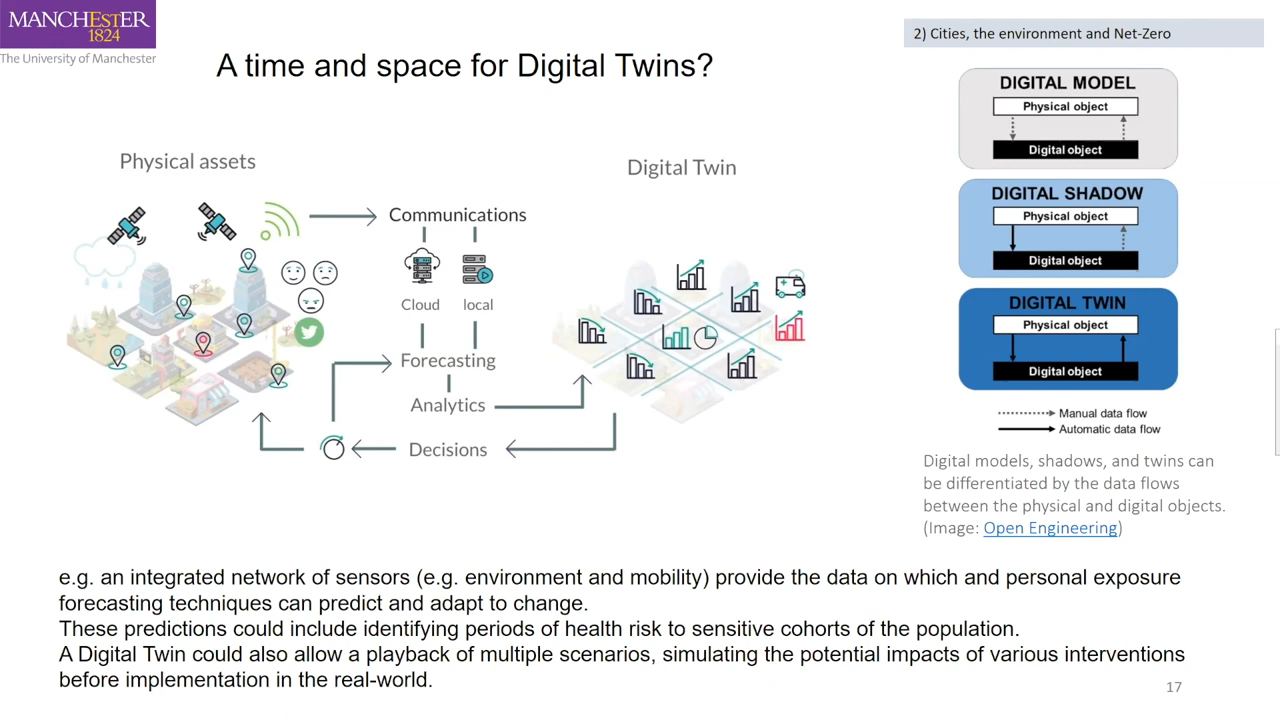 MANCHESTER
1824
The University of Manchester
2) Cities, the environment and Net-Zero
A time and space for Digital Twins?
Physical assets
Communications
Cloud
local
Forecasting
Analytics
Decisions
Digital Twin
DIGITAL MODEL
Physical object
Digital object
DIGITAL SHADOW
Physical object
Digital object
DIGITAL TWIN
Physical object
Digital object
Manual data flow
Automatic data flow
Digital models, shadows, and twins can
be differentiated by the data flows
between the physical and digital objects.
(Image: Open Engineering)
e.g. an integrated network of sensors (e.g. environment and mobility) provide the data on which and personal exposure
forecasting techniques can predict and adapt to change.
These predictions could include identifying periods of health risk to sensitive cohorts of the population.
A Digital Twin could also allow a playback of multiple scenarios, simulating the potential impacts of various interventions
before implementation in the real-world.
17